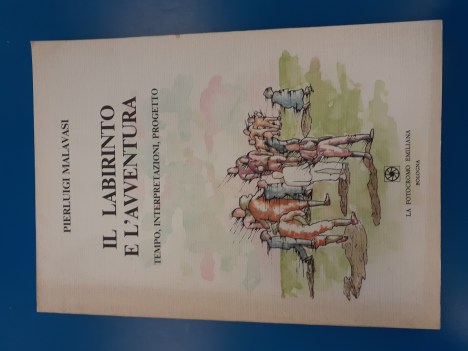 PIERLUIGI MALAVASI
IL LABIRINTO
E L'AVVENTURA
TEMPO, INTERPRETAZIONI, PROGETTO
LA FOTOCROMO EMILIANA
BOLOGNA